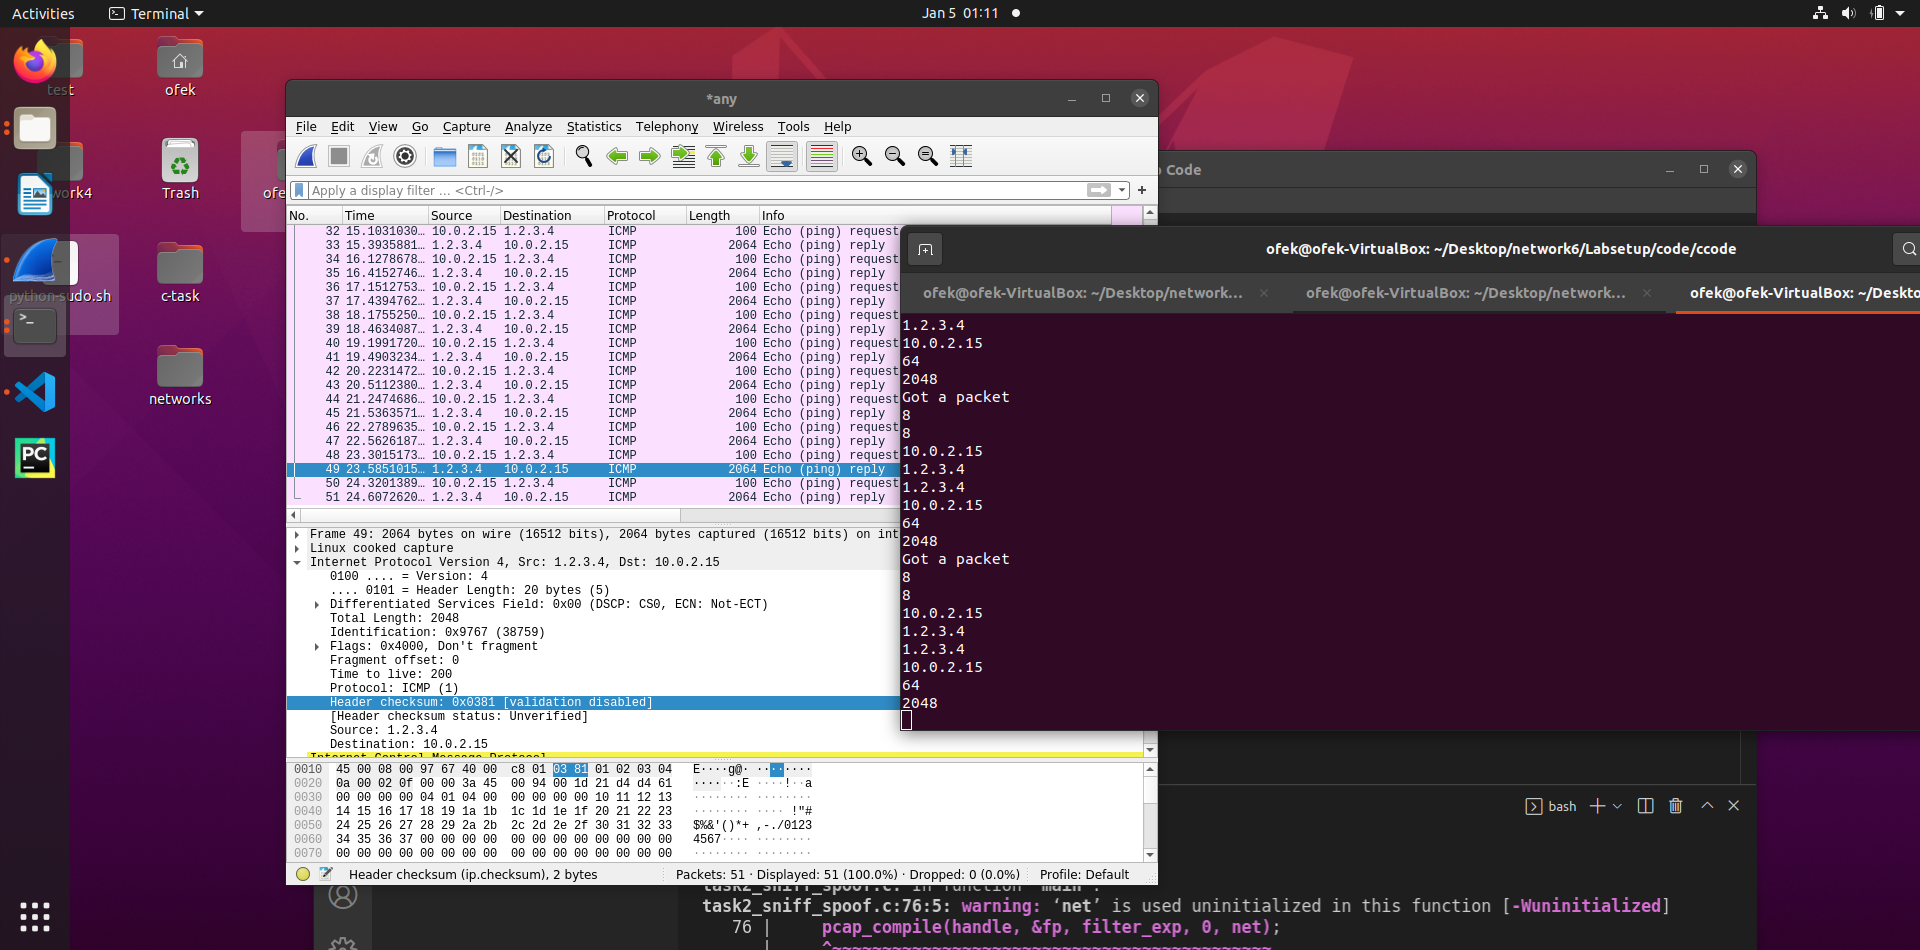 Activities
Terminal
Jan 5 01:11
test
ofek
work4
Trash
ofe
python-sudo.sh
c-task
networks
PC
*any
File Edit View Go Capture Analyze Statistics Telephony Wireless Tools Help
Apply a display filter ... <Ctrl-/>
No. Time Source Destination Protocol Length Info
32 15.1031030... 10.0.2.15 1.2.3.4 ICMP 100 Echo (ping) request
33 15.3935881... 1.2.3.4 10.0.2.15 ICMP 2064 Echo (ping) reply
34 16.1278678... 10.0.2.15 1.2.3.4 ICMP 100 Echo (ping) request
35 16.4152746... 1.2.3.4 10.0.2.15 ICMP 2064 Echo (ping) reply
36 17.1512753... 10.0.2.15 1.2.3.4 ICMP 100 Echo (ping) request
37 17.4394762... 1.2.3.4 10.0.2.15 ICMP 2064 Echo (ping) reply
38 18.1755250... 10.0.2.15 1.2.3.4 ICMP 100 Echo (ping) request
39 18.4634087... 1.2.3.4 10.0.2.15 ICMP 2064 Echo (ping) reply
40 19.1991720... 10.0.2.15 1.2.3.4 ICMP 100 Echo (ping) request
41 19.4903234... 1.2.3.4 10.0.2.15 ICMP 2064 Echo (ping) reply
42 20.2231472... 10.0.2.15 1.2.3.4 ICMP 100 Echo (ping) request
43 20.5112380... 1.2.3.4 10.0.2.15 ICMP 2064 Echo (ping) reply
44 21.2474686... 10.0.2.15 1.2.3.4 ICMP 100 Echo (ping) request
45 21.5363571... 1.2.3.4 10.0.2.15 ICMP 2064 Echo (ping) reply
46 22.2789635... 10.0.2.15 1.2.3.4 ICMP 100 Echo (ping) request
47 22.5626187... 1.2.3.4 10.0.2.15 ICMP 2064 Echo (ping) reply
48 23.3015173... 10.0.2.15 1.2.3.4 ICMP 100 Echo (ping) request
49 23.5851015... 1.2.3.4 10.0.2.15 ICMP 2064 Echo (ping) reply
50 24.3201389... 10.0.2.15 1.2.3.4 ICMP 100 Echo (ping) request
51 24.6072620... 1.2.3.4 10.0.2.15 ICMP 2064 Echo (ping) reply
Frame 49: 2064 bytes on wire (16512 bits), 2064 bytes captured (16512 bits) on int
Linux cooked capture
Internet Protocol Version 4, Src: 1.2.3.4, Dst: 10.0.2.15
0100 .... = Version: 4
.... 0101 = Header Length: 20 bytes (5)
Differentiated Services Field: 0x00 (DSCP: CS0, ECN: Not-ECT)
Total Length: 2048
Identification: 0x9767 (38759)
Flags: 0x4000, Don't fragment
Fragment offset: 0
Time to live: 200
Protocol: ICMP (1)
Header checksum: 0x0381 [validation disabled]
[Header checksum status: Unverified]
Source: 1.2.3.4
Destination: 10.0.2.15
Internet Control Message Protocol
0010 45 00 08 00 97 67 40 00 c8 01 03 81 01 02 03 04 E····g@· ········
0020 0a 00 02 0f 00 00 3a 45 00 94 00 1d 21 d4 d4 61 ······:E ····!··a
0030 00 00 00 00 04 01 04 00 00 00 00 00 10 11 12 13 ········ ········
0040 14 15 16 17 18 19 1a 1b 1c 1d 1e 1f 20 21 22 23 ········ ···· !"#
0050 24 25 26 27 28 29 2a 2b 2c 2d 2e 2f 30 31 32 33 $%&'()*+ ,-./0123
0060 34 35 36 37 00 00 00 00 00 00 00 00 00 00 00 00 4567···· ········
0070 00 00 00 00 00 00 00 00 00 00 00 00 00 00 00 00 ········ ········
Header checksum (ip.checksum), 2 bytes
Packets: 51 · Displayed: 51 (100.0%) · Dropped: 0 (0.0%)
Profile: Default
Code
ofek@ofek-VirtualBox: ~/Desktop/network6/Labsetup/code/ccode
ofek@ofek-VirtualBox: ~/Desktop/network...
ofek@ofek-VirtualBox: ~/Desktop/network...
ofek@ofek-VirtualBox: ~/Deskto
1.2.3.4
10.0.2.15
64
2048
Got a packet
8
8
10.0.2.15
1.2.3.4
1.2.3.4
10.0.2.15
64
2048
Got a packet
8
8
10.0.2.15
1.2.3.4
1.2.3.4
10.0.2.15
64
2048
bash
task2_sniff_spoof.c: In function ‘main’:
task2_sniff_spoof.c:76:5: warning: ‘net’ is used uninitialized in this function [-Wuninitialized]
76 | pcap_compile(handle, &fp, filter_exp, 0, net);
| ^~~~~~~~~~~~~~~~~~~~~~~~~~~~~~~~~~~~~~~~~~~~~